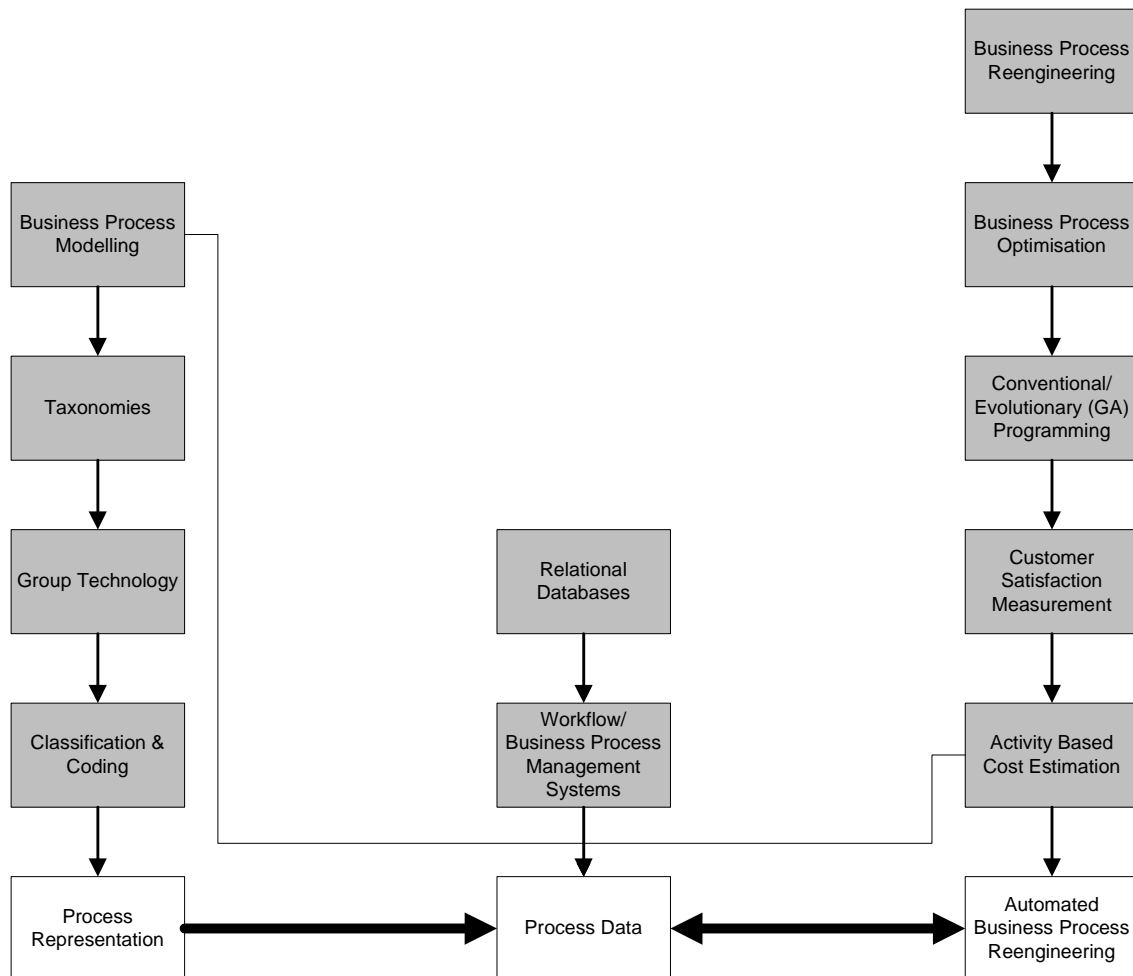 Business Process
Reengineering
Business Process
Modelling
Business Process
Optimisation
Taxonomies
Conventional/
Evolutionary (GA)
Programming
Group Technology
Relational
Databases
Customer
Satisfaction
Measurement
Classification &
Coding
Workflow/
Business Process
Management
Systems
Activity Based
Cost Estimation
Process
Representation
Process Data
Automated
Business Process
Reengineering